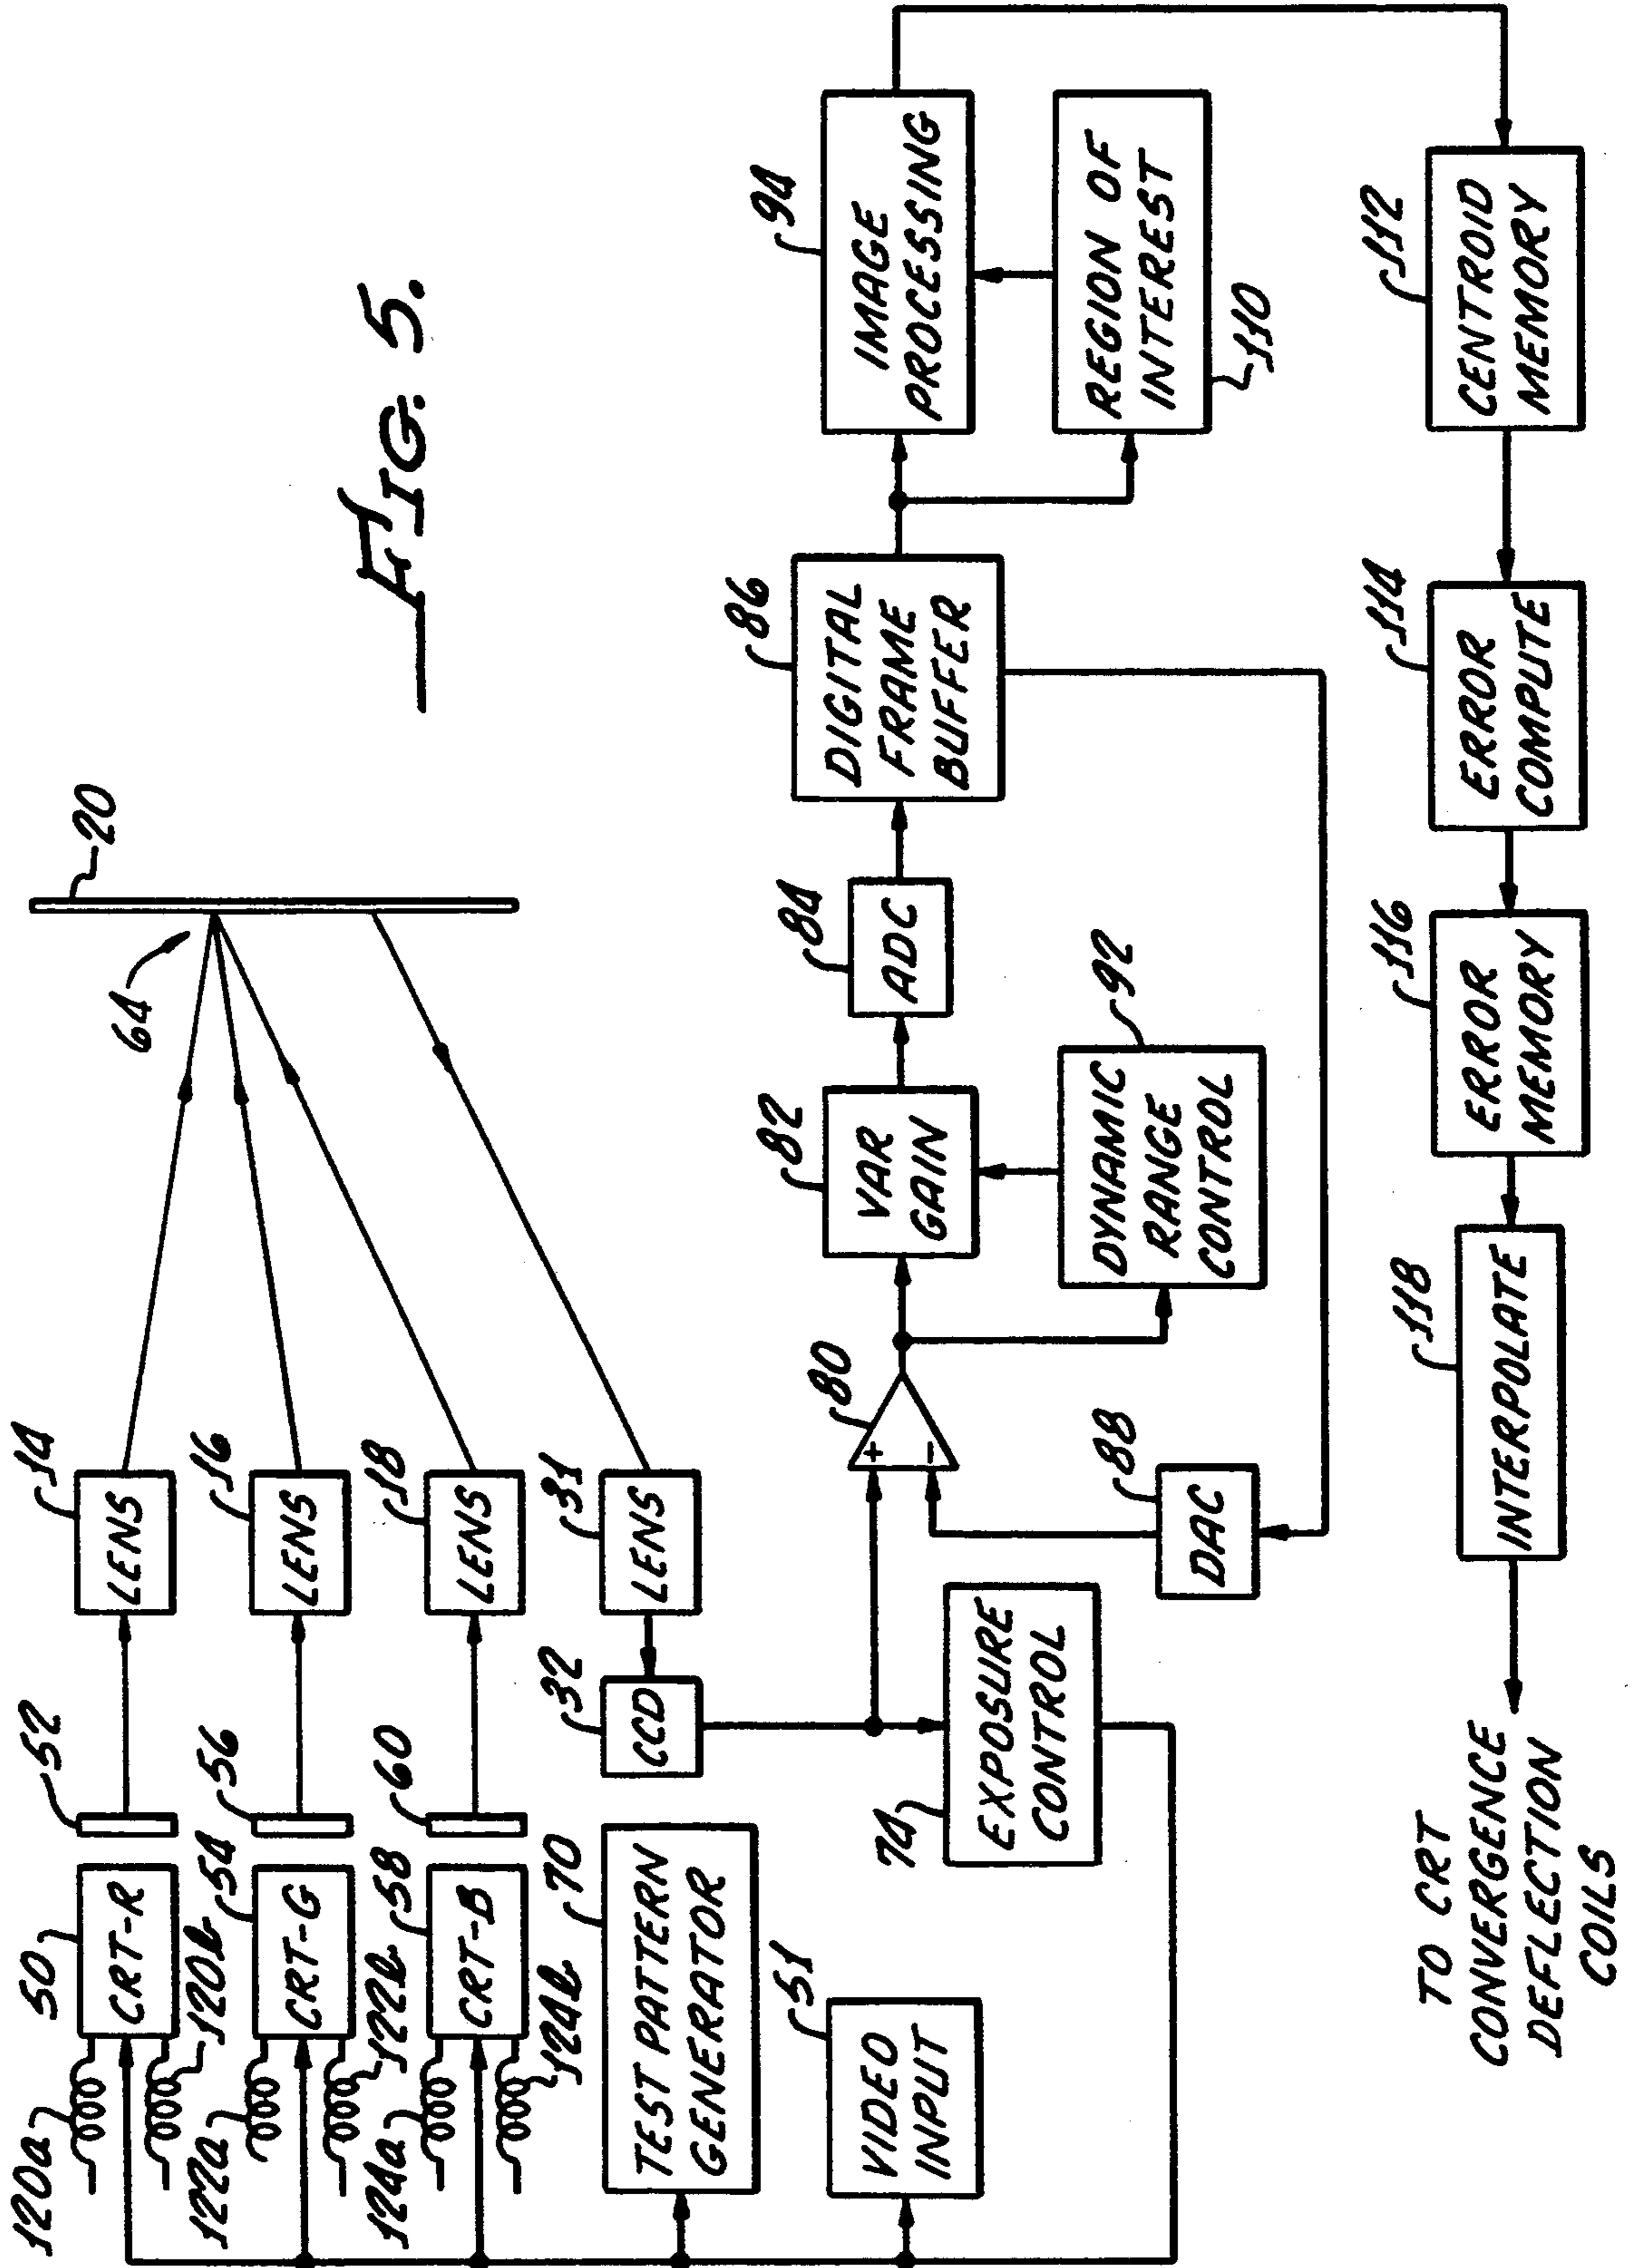 FIG. 5.
120a
50
CRT-R
120b
52
14
LENS
64
20
122a
54
CRT-G
122b
56
16
LENS
124a
58
CRT-B
124b
60
18
LENS
70
TEST PATTERN
GENERATOR
32
CCD
31
LENS
51
VIDEO
INPUT
74
EXPOSURE
CONTROL
80
+
−
88
DAC
82
VAR
GAIN
92
DYNAMIC
RANGE
CONTROL
84
ADC
86
DIGITAL
FRAME
BUFFER
94
IMAGE
PROCESSING
REGION OF
INTEREST
110
112
CENTROID
MEMORY
114
ERROR
COMPUTE
116
ERROR
MEMORY
118
INTERPOLATE
TO CRT
CONVERGENCE
DEFLECTION
COILS